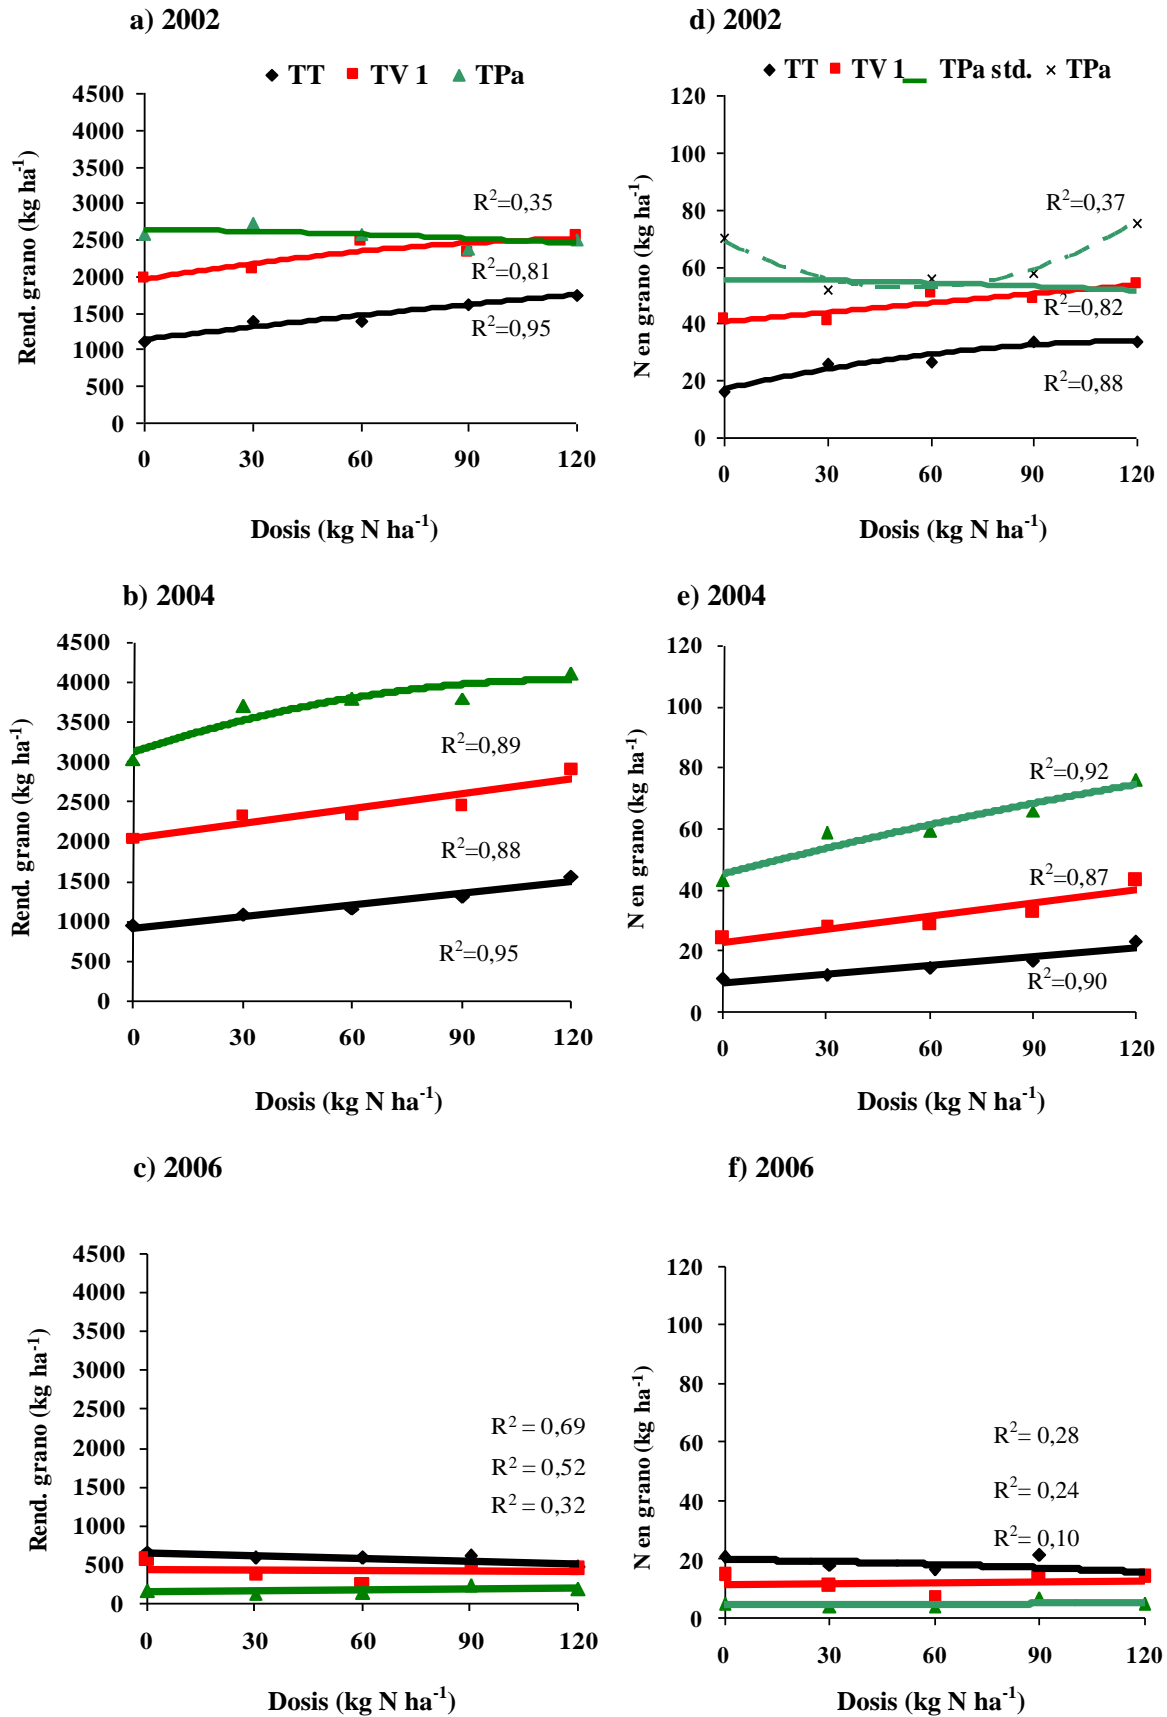 a) 2002
TT TV 1 TPa
Rend. grano (kg ha⁻¹)
4500
4000
3500
3000
2500
2000
1500
1000
500
0
R²=0,35
R²=0,81
R²=0,95
0 30 60 90 120
Dosis (kg N ha⁻¹)
d) 2002
TT TV 1 TPa std. TPa
N en grano (kg ha⁻¹)
120
100
80
60
40
20
0
R²=0,37
R²=0,82
R²=0,88
0 30 60 90 120
Dosis (kg N ha⁻¹)
b) 2004
Rend. grano (kg ha⁻¹)
4500
4000
3500
3000
2500
2000
1500
1000
500
0
R²=0,89
R²=0,88
R²=0,95
0 30 60 90 120
Dosis (kg N ha⁻¹)
e) 2004
N en grano (kg ha⁻¹)
120
100
80
60
40
20
0
R²=0,92
R²=0,87
R²=0,90
0 30 60 90 120
Dosis (kg N ha⁻¹)
c) 2006
Rend. grano (kg ha⁻¹)
4500
4000
3500
3000
2500
2000
1500
1000
500
0
R² = 0,69
R² = 0,52
R² = 0,32
0 30 60 90 120
Dosis (kg N ha⁻¹)
f) 2006
N en grano (kg ha⁻¹)
120
100
80
60
40
20
0
R²= 0,28
R²= 0,24
R²= 0,10
0 30 60 90 120
Dosis (kg N ha⁻¹)